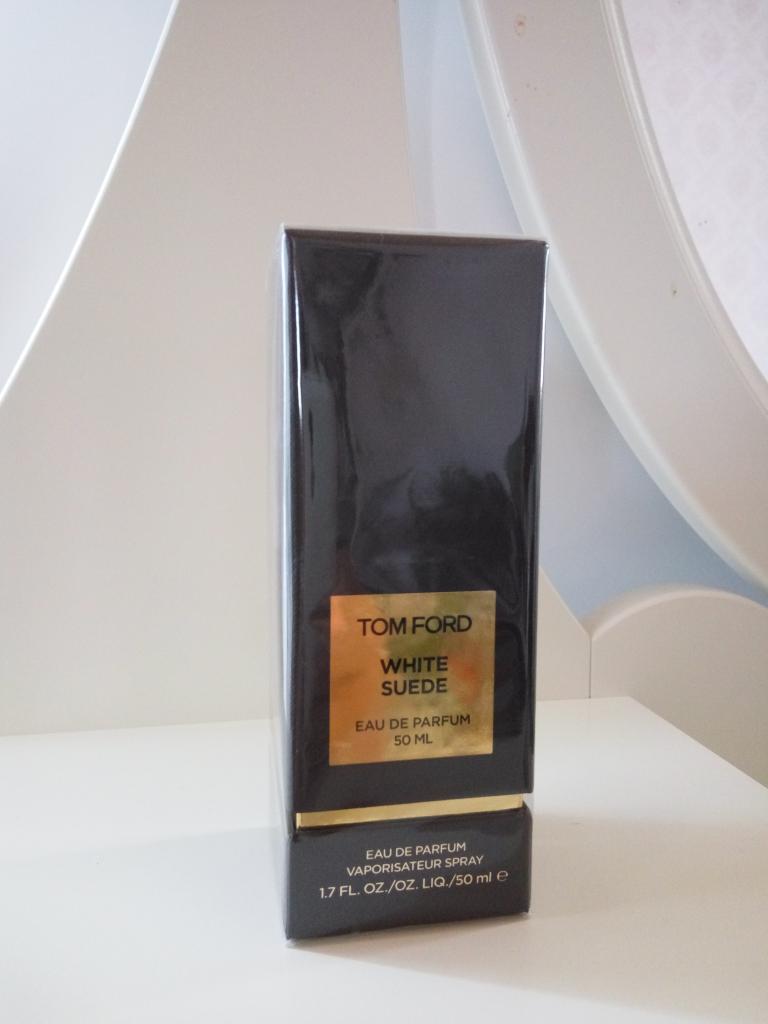 TOM FORD
WHITE
SUEDE
EAU DE PARFUM
50 ML
EAU DE PARFUM
VAPORISATEUR SPRAY
1.7 FL. OZ./OZ. LIQ./50 ml ℮